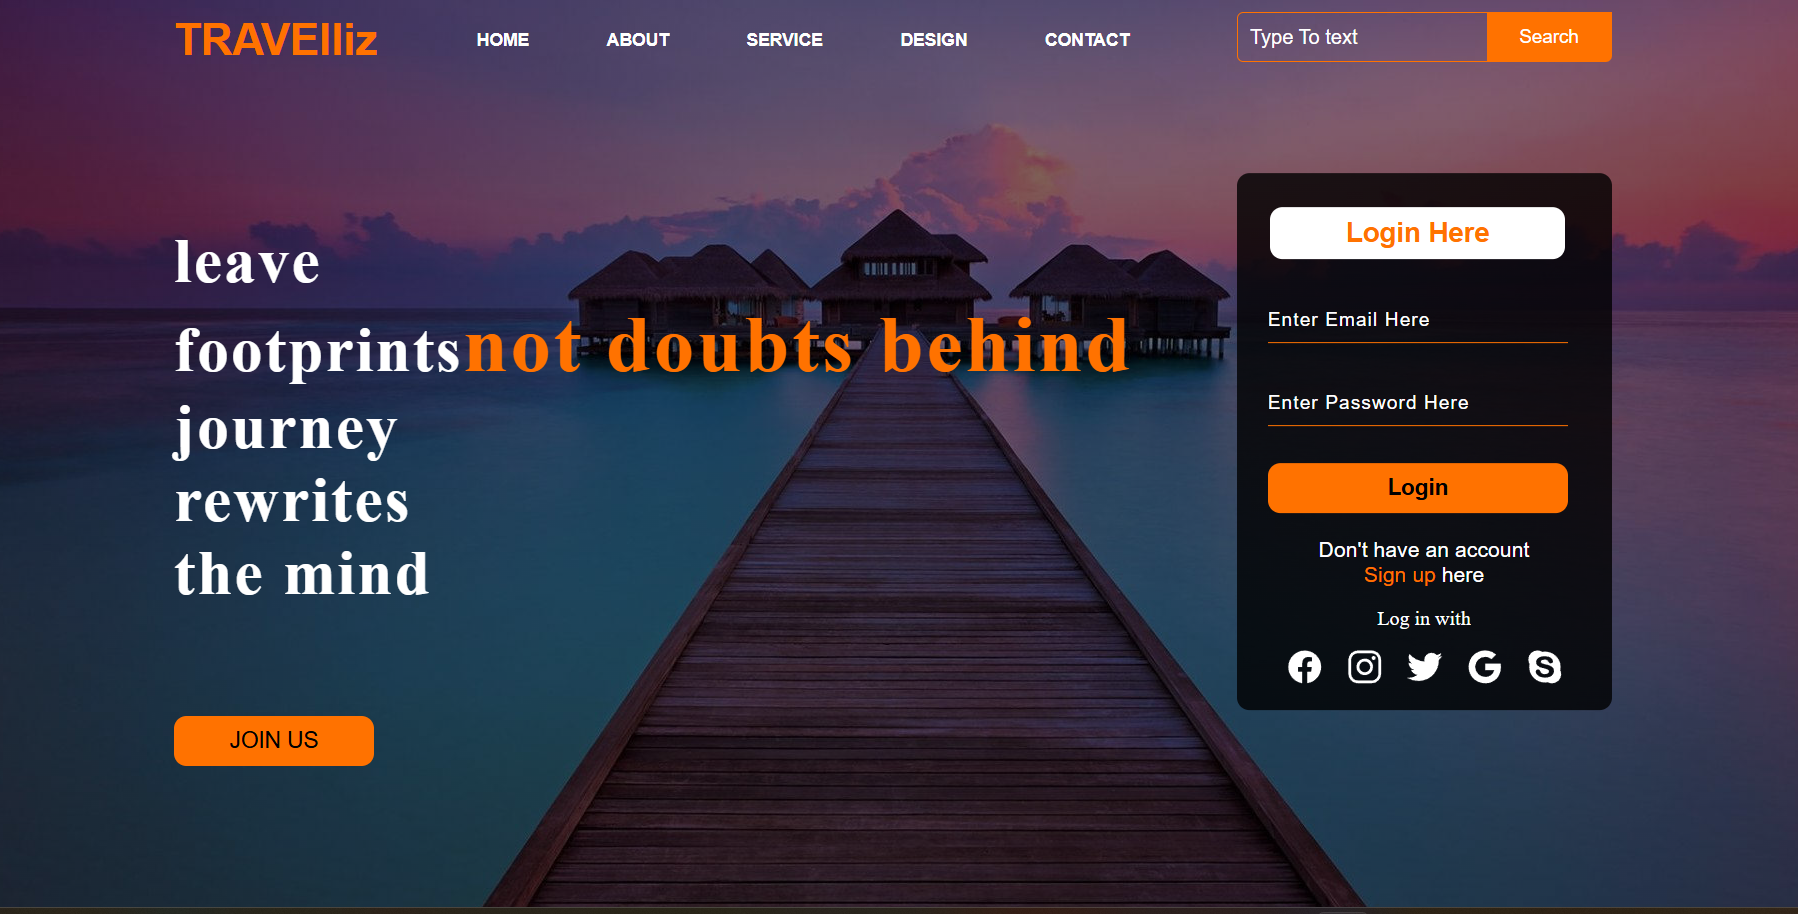 TRAVElliz
HOME ABOUT SERVICE DESIGN CONTACT
Type To text Search
leave
footprintsnot doubts behind
journey
rewrites
the mind
JOIN US
Login Here
Enter Email Here
Enter Password Here
Login
Don't have an account
Sign up here
Log in with